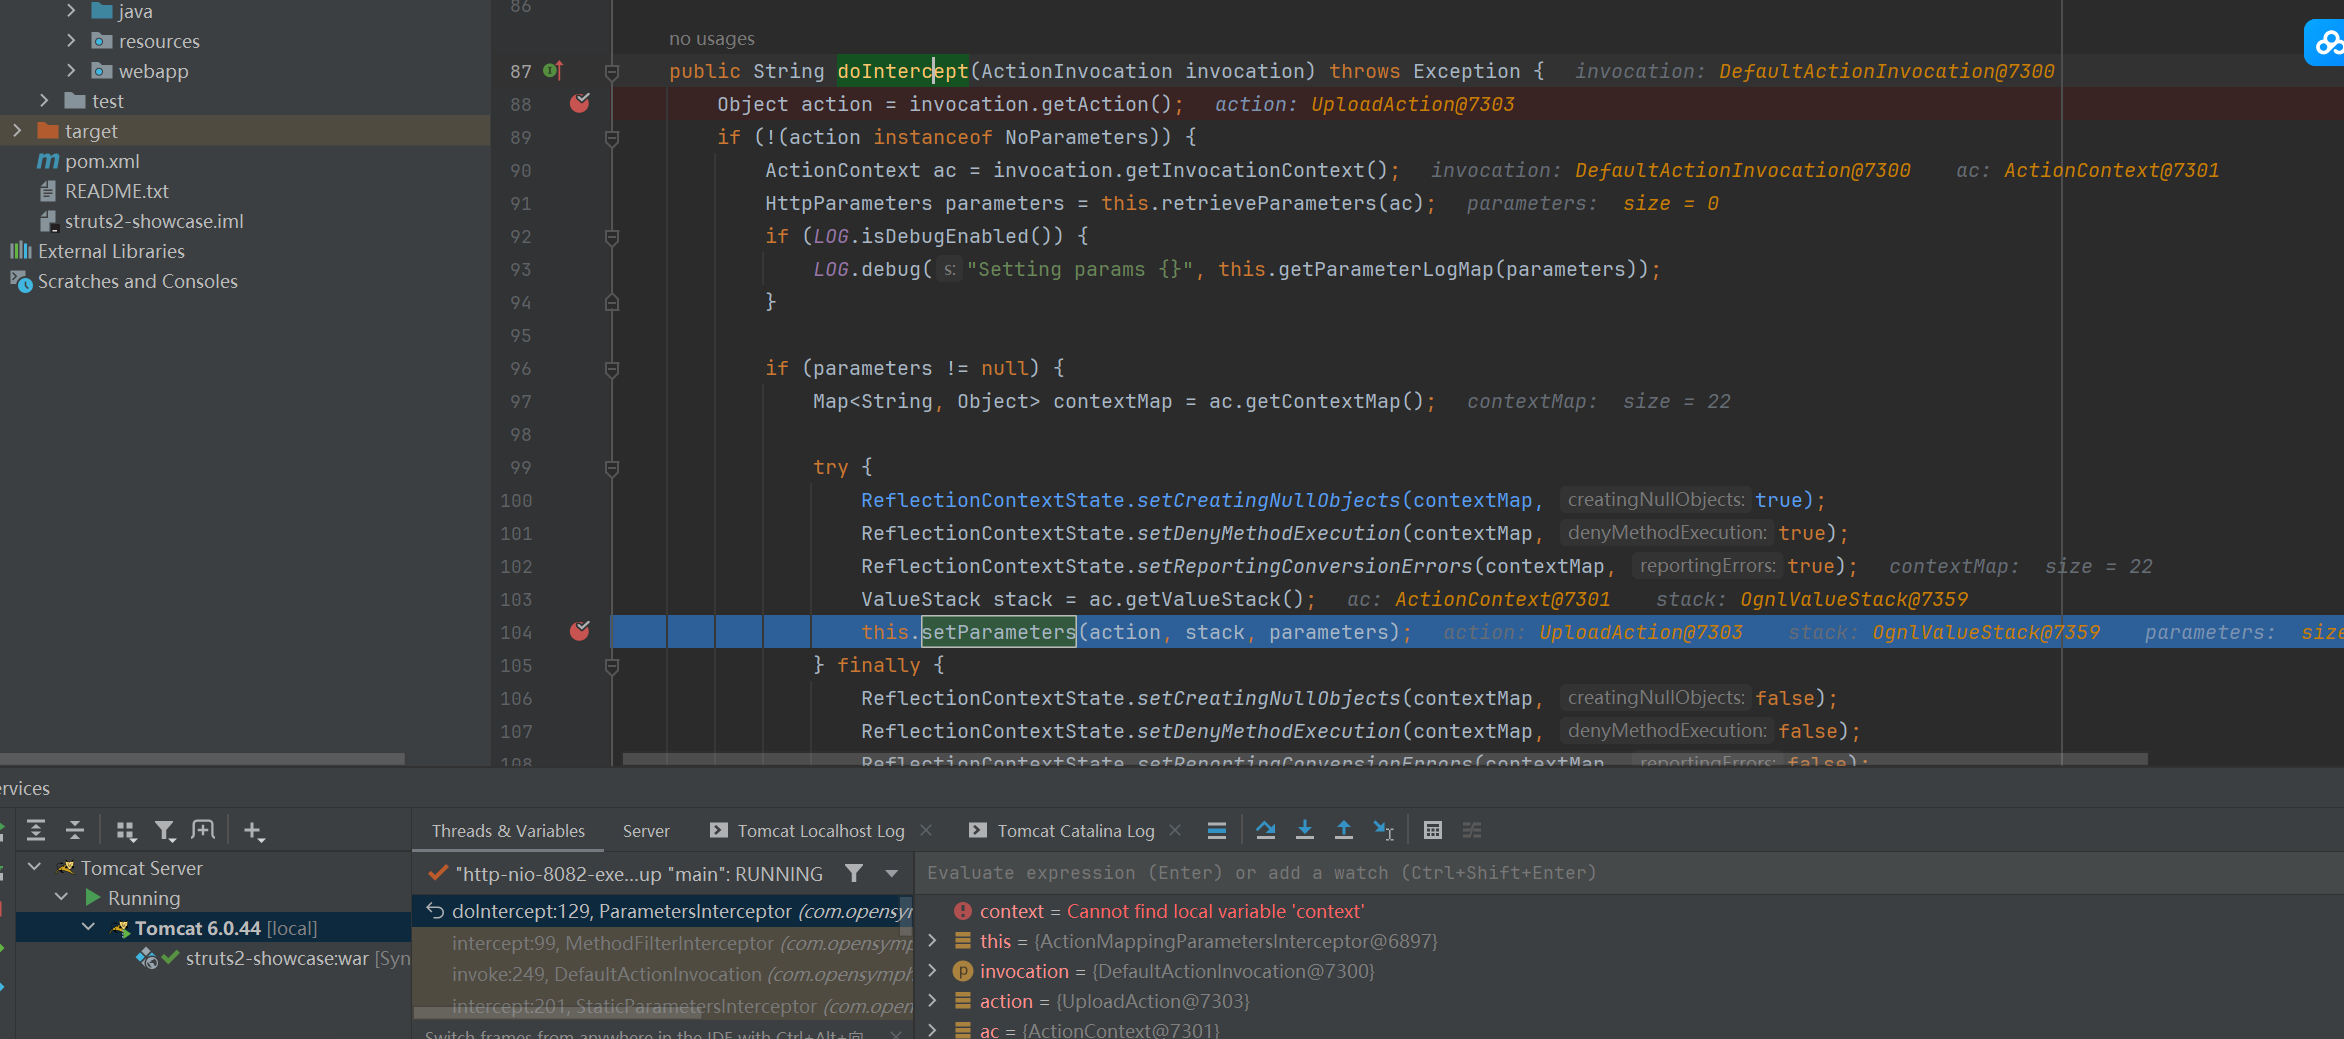 java
resources
webapp
test
target
pom.xml
README.txt
struts2-showcase.iml
External Libraries
Scratches and Consoles
86
no usages
87 public String doIntercept(ActionInvocation invocation) throws Exception { invocation: DefaultActionInvocation@7300
88 Object action = invocation.getAction(); action: UploadAction@7303
89 if (!(action instanceof NoParameters)) {
90 ActionContext ac = invocation.getInvocationContext(); invocation: DefaultActionInvocation@7300 ac: ActionContext@7301
91 HttpParameters parameters = this.retrieveParameters(ac); parameters: size = 0
92 if (LOG.isDebugEnabled()) {
93 LOG.debug( s: "Setting params {}", this.getParameterLogMap(parameters));
94 }
95
96 if (parameters != null) {
97 Map<String, Object> contextMap = ac.getContextMap(); contextMap: size = 22
98
99 try {
100 ReflectionContextState.setCreatingNullObjects(contextMap, creatingNullObjects: true);
101 ReflectionContextState.setDenyMethodExecution(contextMap, denyMethodExecution: true);
102 ReflectionContextState.setReportingConversionErrors(contextMap, reportingErrors: true); contextMap: size = 22
103 ValueStack stack = ac.getValueStack(); ac: ActionContext@7301 stack: OgnlValueStack@7359
104 this.setParameters(action, stack, parameters); action: UploadAction@7303 stack: OgnlValueStack@7359 parameters: size
105 } finally {
106 ReflectionContextState.setCreatingNullObjects(contextMap, creatingNullObjects: false);
107 ReflectionContextState.setDenyMethodExecution(contextMap, denyMethodExecution: false);
108 ReflectionContextState.setReportingConversionErrors(contextMap, reportingErrors: false);
ervices
Threads & Variables Server Tomcat Localhost Log Tomcat Catalina Log
Tomcat Server
Running
Tomcat 6.0.44 [local]
struts2-showcase:war [Syn
"http-nio-8082-exe...up "main": RUNNING
doIntercept:129, ParametersInterceptor (com.opensy
intercept:99, MethodFilterInterceptor (com.opensymp
invoke:249, DefaultActionInvocation (com.opensymph
intercept:201, StaticParametersInterceptor (com.open
Switch frames from anywhere in the IDE with Ctrl+Alt+向
Evaluate expression (Enter) or add a watch (Ctrl+Shift+Enter)
context = Cannot find local variable 'context'
this = {ActionMappingParametersInterceptor@6897}
invocation = {DefaultActionInvocation@7300}
action = {UploadAction@7303}
ac = {ActionContext@7301}